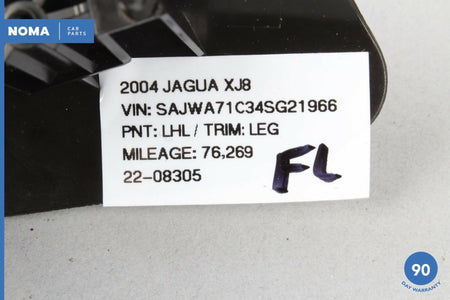 NOMA CAR PARTS
2004 JAGUA XJ8
VIN: SAJWA71C34SG21966
PNT: LHL / TRIM: LEG
MILEAGE: 76,269
22-08305
FL
90
DAY WARRANTY